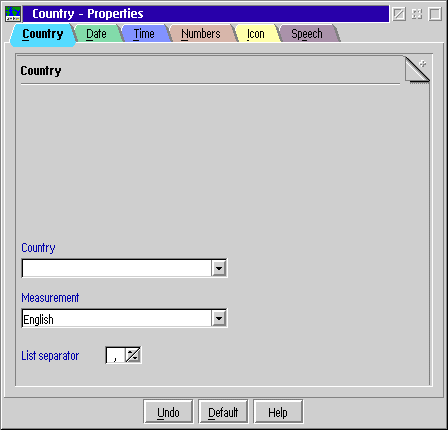 Country - Properties
Country Date Time Numbers Icon Speech
Country
Country
Measurement
English
List separator ,
Undo Default Help